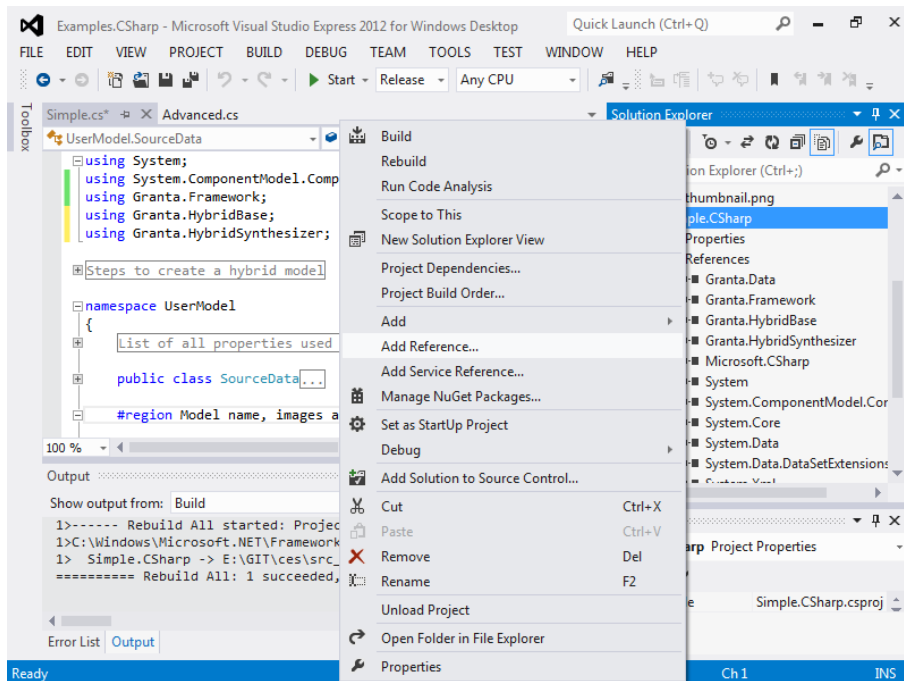 Examples.CSharp - Microsoft Visual Studio Express 2012 for Windows Desktop
Quick Launch (Ctrl+Q)
FILE EDIT VIEW PROJECT BUILD DEBUG TEAM TOOLS TEST WINDOW HELP
Start Release Any CPU
Toolbox
Simple.cs* Advanced.cs
UserModel.SourceData
using System;
using System.ComponentModel.Comp
using Granta.Framework;
using Granta.HybridBase;
using Granta.HybridSynthesizer;
Steps to create a hybrid model
namespace UserModel
{
List of all properties used
public class SourceData...
#region Model name, images a
100 %
Output
Show output from: Build
1>------ Rebuild All started: Projec
1>C:\Windows\Microsoft.NET\Framework
1> Simple.CSharp -> E:\GIT\ces\src_
========== Rebuild All: 1 succeeded,
Error List Output
Build
Rebuild
Run Code Analysis
Scope to This
New Solution Explorer View
Project Dependencies...
Project Build Order...
Add
Add Reference...
Add Service Reference...
Manage NuGet Packages...
Set as StartUp Project
Debug
Add Solution to Source Control...
Cut Ctrl+X
Paste Ctrl+V
Remove Del
Rename F2
Unload Project
Open Folder in File Explorer
Properties
Solution Explorer
ion Explorer (Ctrl+;)
thumbnail.png
ple.CSharp
Properties
References
Granta.Data
Granta.Framework
Granta.HybridBase
Granta.HybridSynthesizer
Microsoft.CSharp
System
System.ComponentModel.Cor
System.Core
System.Data
System.Data.DataSetExtensions
arp Project Properties
e Simple.CSharp.csproj
Ready Ch 1 INS